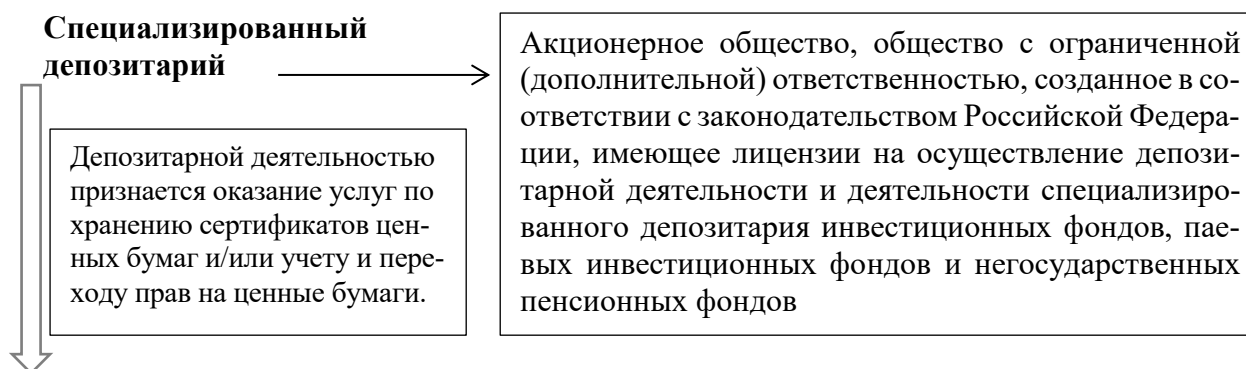 Специализированный
депозитарий
Акционерное общество, общество с ограниченной
(дополнительной) ответственностью, созданное в со-
ответствии с законодательством Российской Федера-
ции, имеющее лицензии на осуществление депози-
тарной деятельности и деятельности специализиро-
ванного депозитария инвестиционных фондов, пае-
вых инвестиционных фондов и негосударственных
пенсионных фондов
Депозитарной деятельностью
признается оказание услуг по
хранению сертификатов цен-
ных бумаг и/или учету и пере-
ходу прав на ценные бумаги.